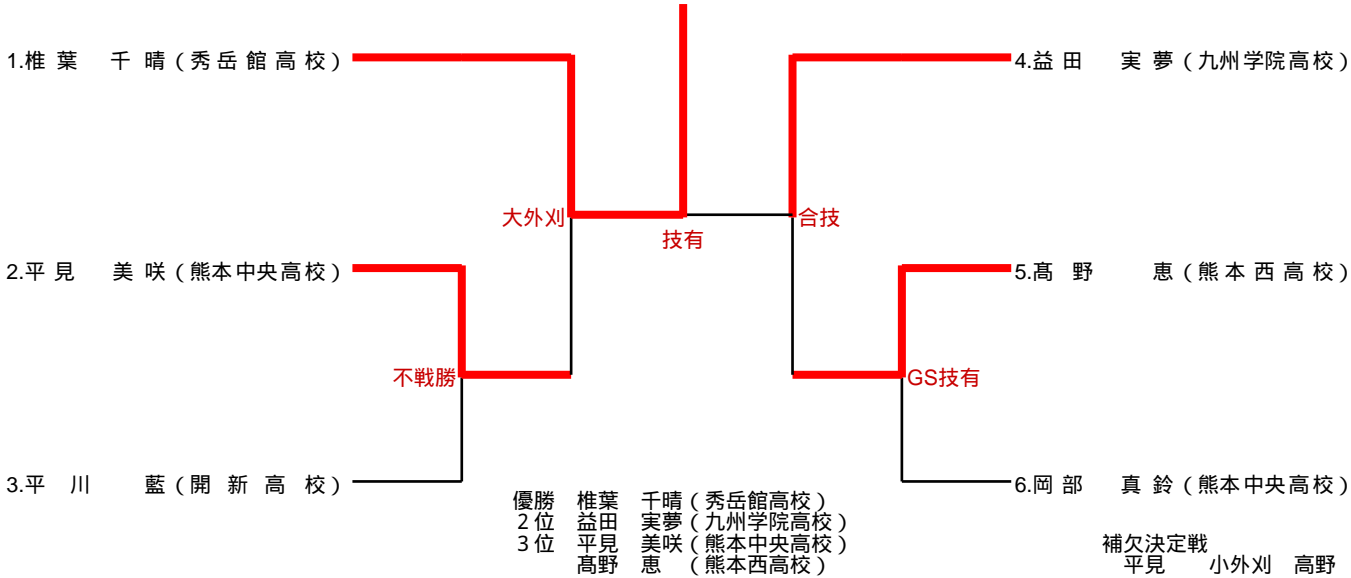 1.椎葉　千晴(秀岳館高校)
4.益田　実夢(九州学院高校)
大外刈
合技
技有
2.平見　美咲(熊本中央高校)
5.髙野　恵(熊本西高校)
不戦勝
GS技有
3.平川　藍(開新高校)
6.岡部　真鈴(熊本中央高校)
優勝　椎葉　千晴(秀岳館高校)
2位　益田　実夢(九州学院高校)
3位　平見　美咲(熊本中央高校)
髙野　恵　(熊本西高校)
補欠決定戦
平見　小外刈　高野